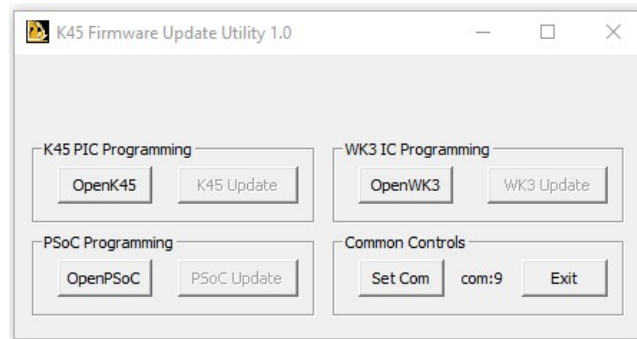 K45 Firmware Update Utility 1.0
K45 PIC Programming
OpenK45 K45 Update
WK3 IC Programming
OpenWK3 WK3 Update
PSoC Programming
OpenPSoC PSoC Update
Common Controls
Set Com com:9 Exit